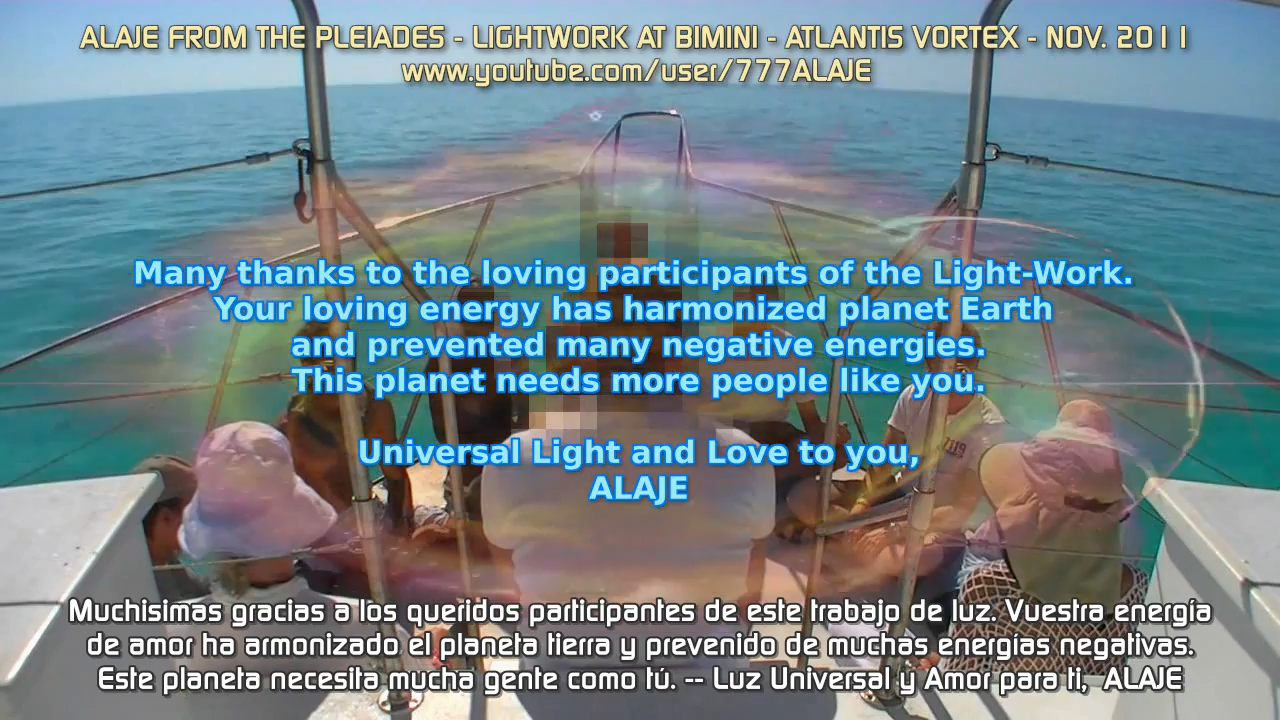 ALAJE FROM THE PLEIADES - LIGHTWORK AT BIMINI - ATLANTIS VORTEX - NOV. 2011
www.youtube.com/user/777ALAJE
Many thanks to the loving participants of the Light-Work.
Your loving energy has harmonized planet Earth
and prevented many negative energies.
This planet needs more people like you.
Universal Light and Love to you,
ALAJE
7119
Muchisimas gracias a los queridos participantes de este trabajo de luz. Vuestra energía
de amor ha armonizado el planeta tierra y prevenido de muchas energías negativas.
Este planeta necesita mucha gente como tú. -- Luz Universal y Amor para ti, ALAJE